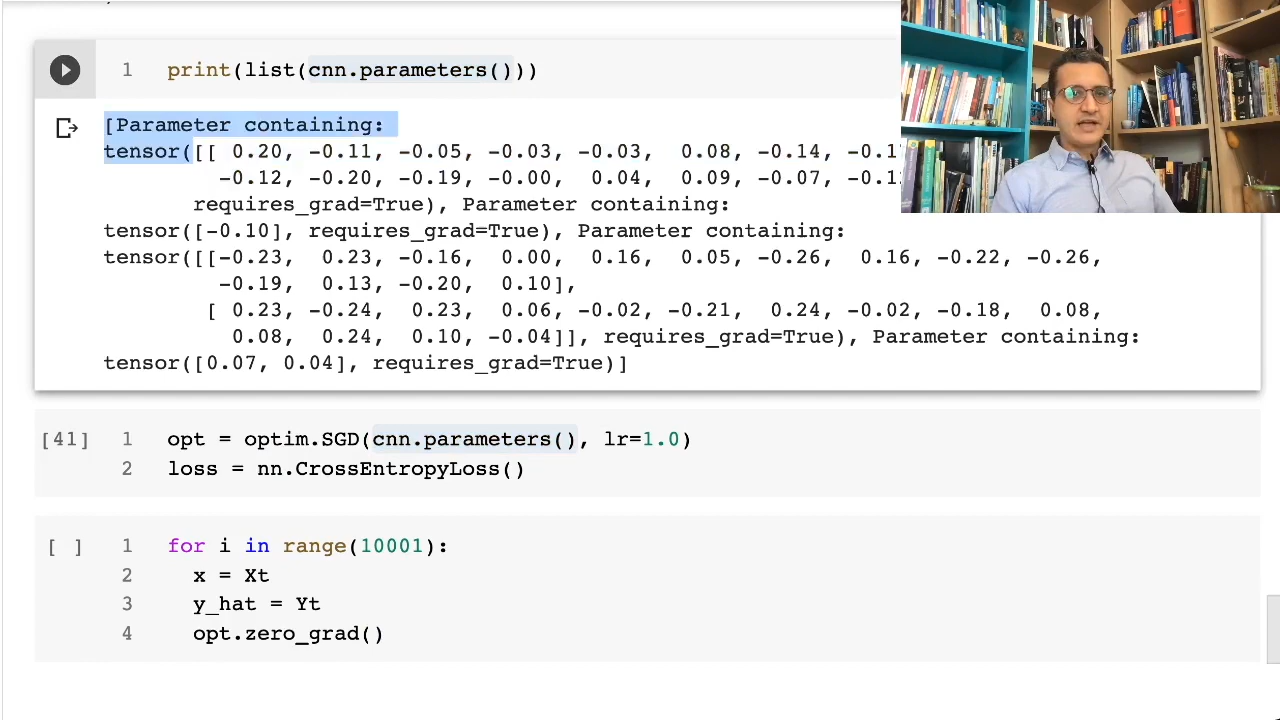 1 print(list(cnn.parameters()))
[Parameter containing:
tensor([[ 0.20, -0.11, -0.05, -0.03, -0.03, 0.08, -0.14,
-0.12, -0.20, -0.19, -0.00, 0.04, 0.09, -0.07,
requires_grad=True), Parameter containing:
tensor([-0.10], requires_grad=True), Parameter containing:
tensor([[-0.23, 0.23, -0.16, 0.00, 0.16, 0.05, -0.26, 0.16, -0.22, -0.26,
-0.19, 0.13, -0.20, 0.10],
[ 0.23, -0.24, 0.23, 0.06, -0.02, -0.21, 0.24, -0.02, -0.18, 0.08,
0.08, 0.24, 0.10, -0.04]], requires_grad=True), Parameter containing:
tensor([0.07, 0.04], requires_grad=True)]
[41] 1 opt = optim.SGD(cnn.parameters(), lr=1.0)
2 loss = nn.CrossEntropyLoss()
[ ] 1 for i in range(10001):
2 x = Xt
3 y_hat = Yt
4 opt.zero_grad()